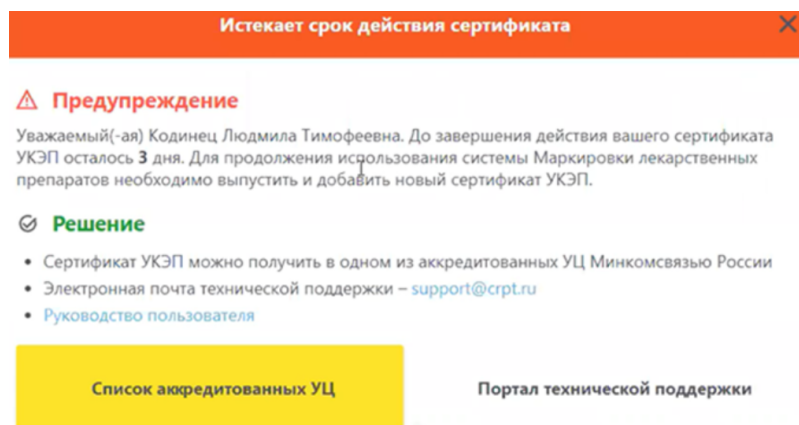 Истекает срок действия сертификата
Предупреждение
Уважаемый(-ая) Кодинец Людмила Тимофеевна. До завершения действия вашего сертификата
УКЭП осталось 3 дня. Для продолжения использования системы Маркировки лекарственных
препаратов необходимо выпустить и добавить новый сертификат УКЭП.
Решение
• Сертификат УКЭП можно получить в одном из аккредитованных УЦ Минкомсвязью России
• Электронная почта технической поддержки – support@crpt.ru
• Руководство пользователя
Список аккредитованных УЦ
Портал технической поддержки